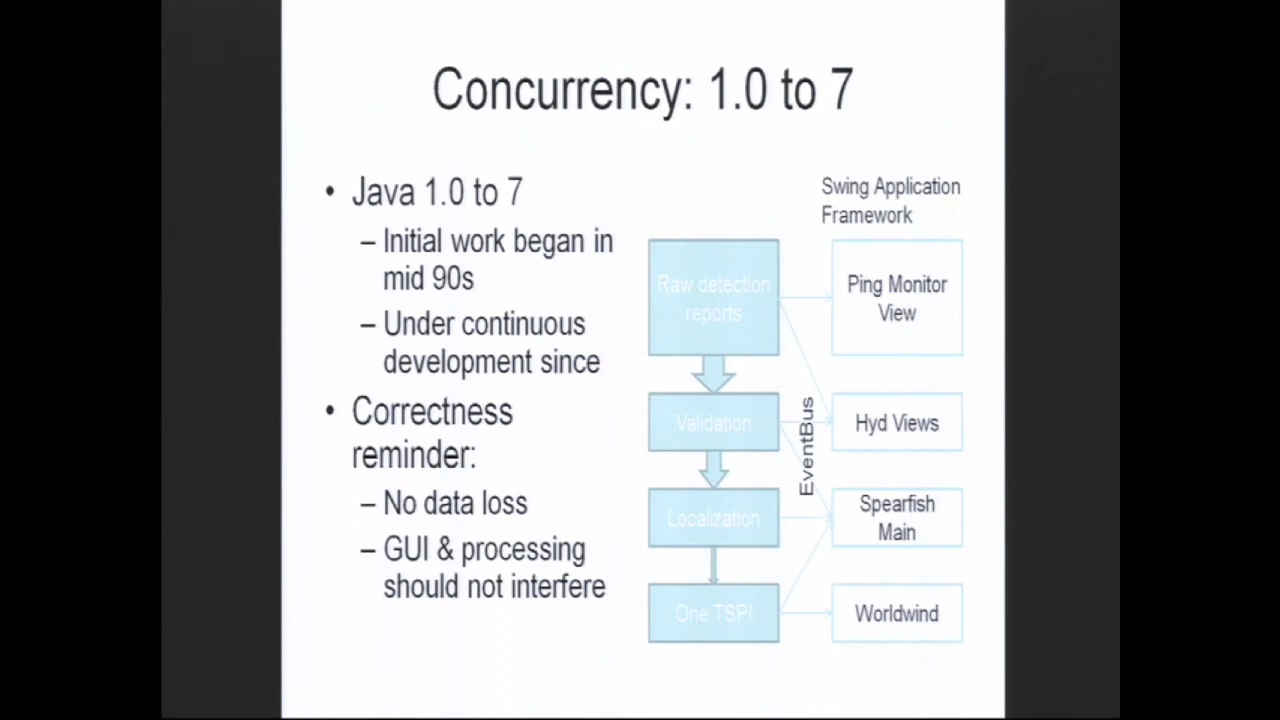 Concurrency: 1.0 to 7
• Java 1.0 to 7
– Initial work began in
mid 90s
– Under continuous
development since
• Correctness
reminder:
– No data loss
– GUI & processing
should not interfere
Swing Application
Framework
Raw detection
reports
Ping Monitor
View
Validation
EventBus
Hyd Views
Localization
Spearfish
Main
One TSPI
Worldwind